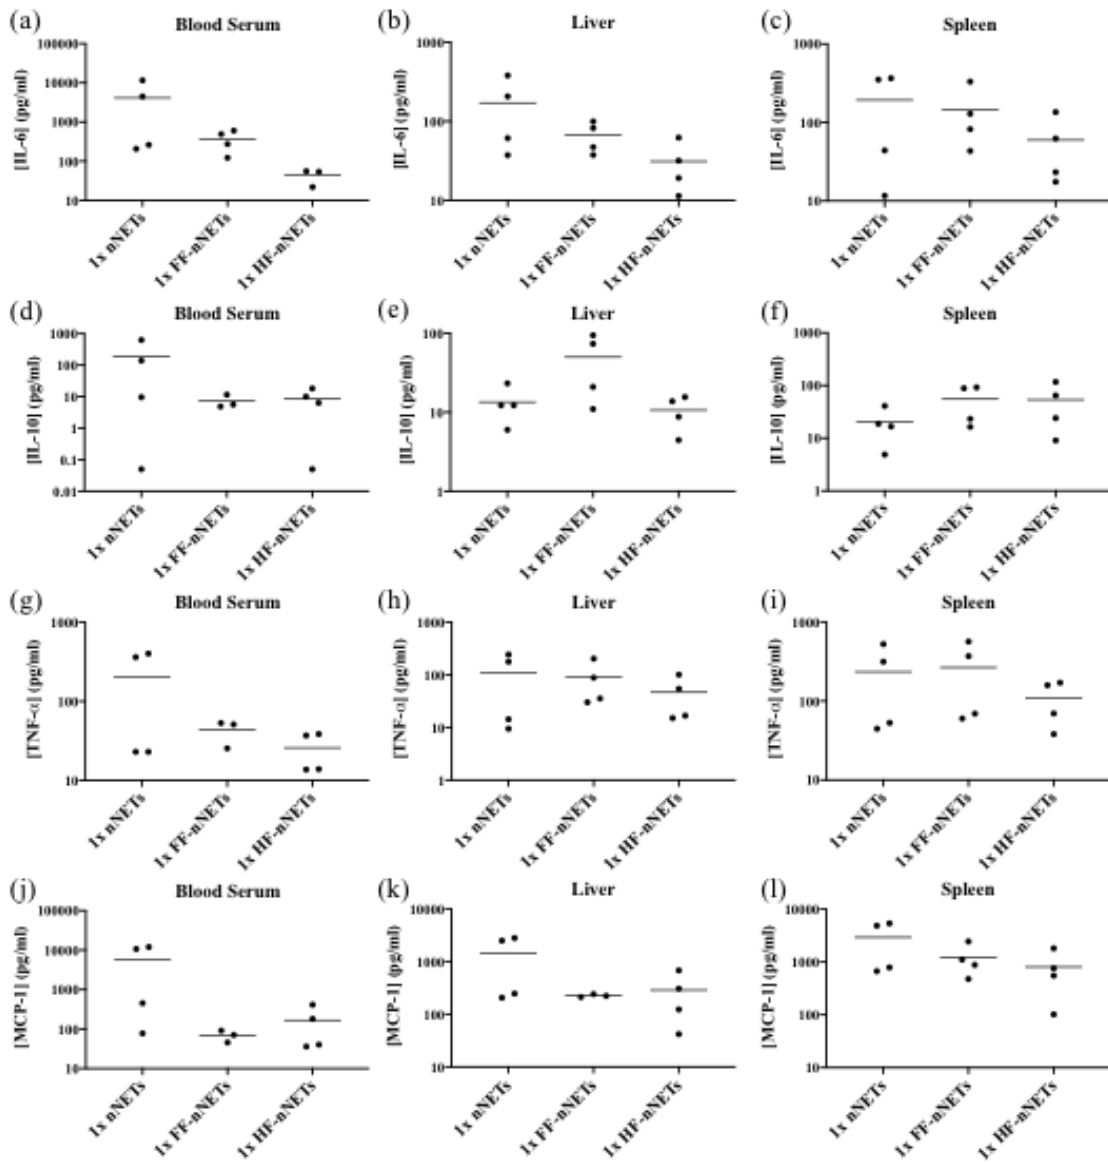 (a) Blood Serum
[IL-6] (pg/ml)
100000
10000
1000
100
10
1x nNETs
1x FF-nNETs
1x HF-nNETs
(b) Liver
[IL-6] (pg/ml)
1000
100
10
1x nNETs
1x FF-nNETs
1x HF-nNETs
(c) Spleen
[IL-6] (pg/ml)
1000
100
10
1x nNETs
1x FF-nNETs
1x HF-nNETs
(d) Blood Serum
[IL-10] (pg/ml)
1000
100
10
1
0.1
0.01
1x nNETs
1x FF-nNETs
1x HF-nNETs
(e) Liver
[IL-10] (pg/ml)
100
10
1
1x nNETs
1x FF-nNETs
1x HF-nNETs
(f) Spleen
[IL-10] (pg/ml)
1000
100
10
1
1x nNETs
1x FF-nNETs
1x HF-nNETs
(g) Blood Serum
[TNF-α] (pg/ml)
1000
100
10
1x nNETs
1x FF-nNETs
1x HF-nNETs
(h) Liver
[TNF-α] (pg/ml)
1000
100
10
1
1x nNETs
1x FF-nNETs
1x HF-nNETs
(i) Spleen
[TNF-α] (pg/ml)
1000
100
10
1x nNETs
1x FF-nNETs
1x HF-nNETs
(j) Blood Serum
[MCP-1] (pg/ml)
100000
10000
1000
100
10
1x nNETs
1x FF-nNETs
1x HF-nNETs
(k) Liver
[MCP-1] (pg/ml)
10000
1000
100
10
1x nNETs
1x FF-nNETs
1x HF-nNETs
(l) Spleen
[MCP-1] (pg/ml)
10000
1000
100
10
1x nNETs
1x FF-nNETs
1x HF-nNETs